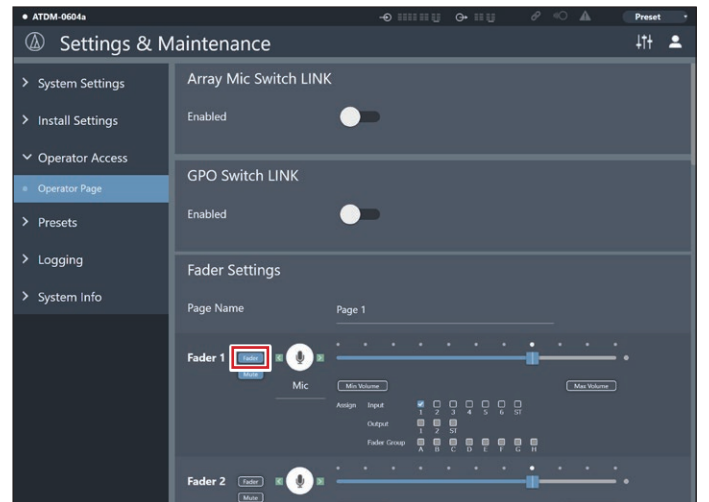 ATDM-0604a
Preset
Settings & Maintenance
System Settings
Install Settings
Operator Access
Operator Page
Presets
Logging
System Info
Array Mic Switch LINK
Enabled
GPO Switch LINK
Enabled
Fader Settings
Page Name Page 1
Fader 1 Fader
Mute
Mic
Min Volume Max Volume
Assign Input 1 2 3 4 5 6 ST
Output 1 2 ST
Fader Group A B C D E F G H
Fader 2 Fader
Mute